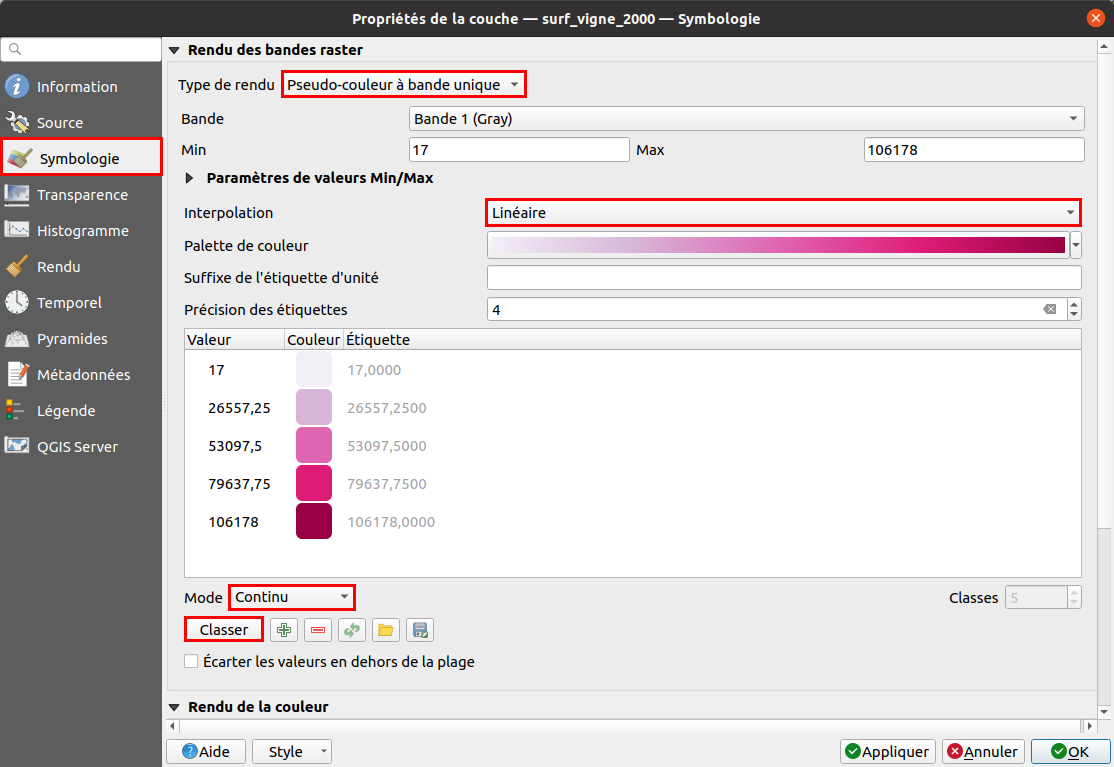 Propriétés de la couche — surf_vigne_2000 — Symbologie
Information
Source
Symbologie
Transparence
Histogramme
Rendu
Temporel
Pyramides
Métadonnées
Légende
QGIS Server
Rendu des bandes raster
Type de rendu Pseudo-couleur à bande unique
Bande Bande 1 (Gray)
Min 17 Max 106178
Paramètres de valeurs Min/Max
Interpolation Linéaire
Palette de couleur
Suffixe de l'étiquette d'unité
Précision des étiquettes 4
Valeur Couleur Étiquette
17 17,0000
26557,25 26557,2500
53097,5 53097,5000
79637,75 79637,7500
106178 106178,0000
Mode Continu Classes 5
Classer
Écarter les valeurs en dehors de la plage
Rendu de la couleur
Aide Style Appliquer Annuler OK